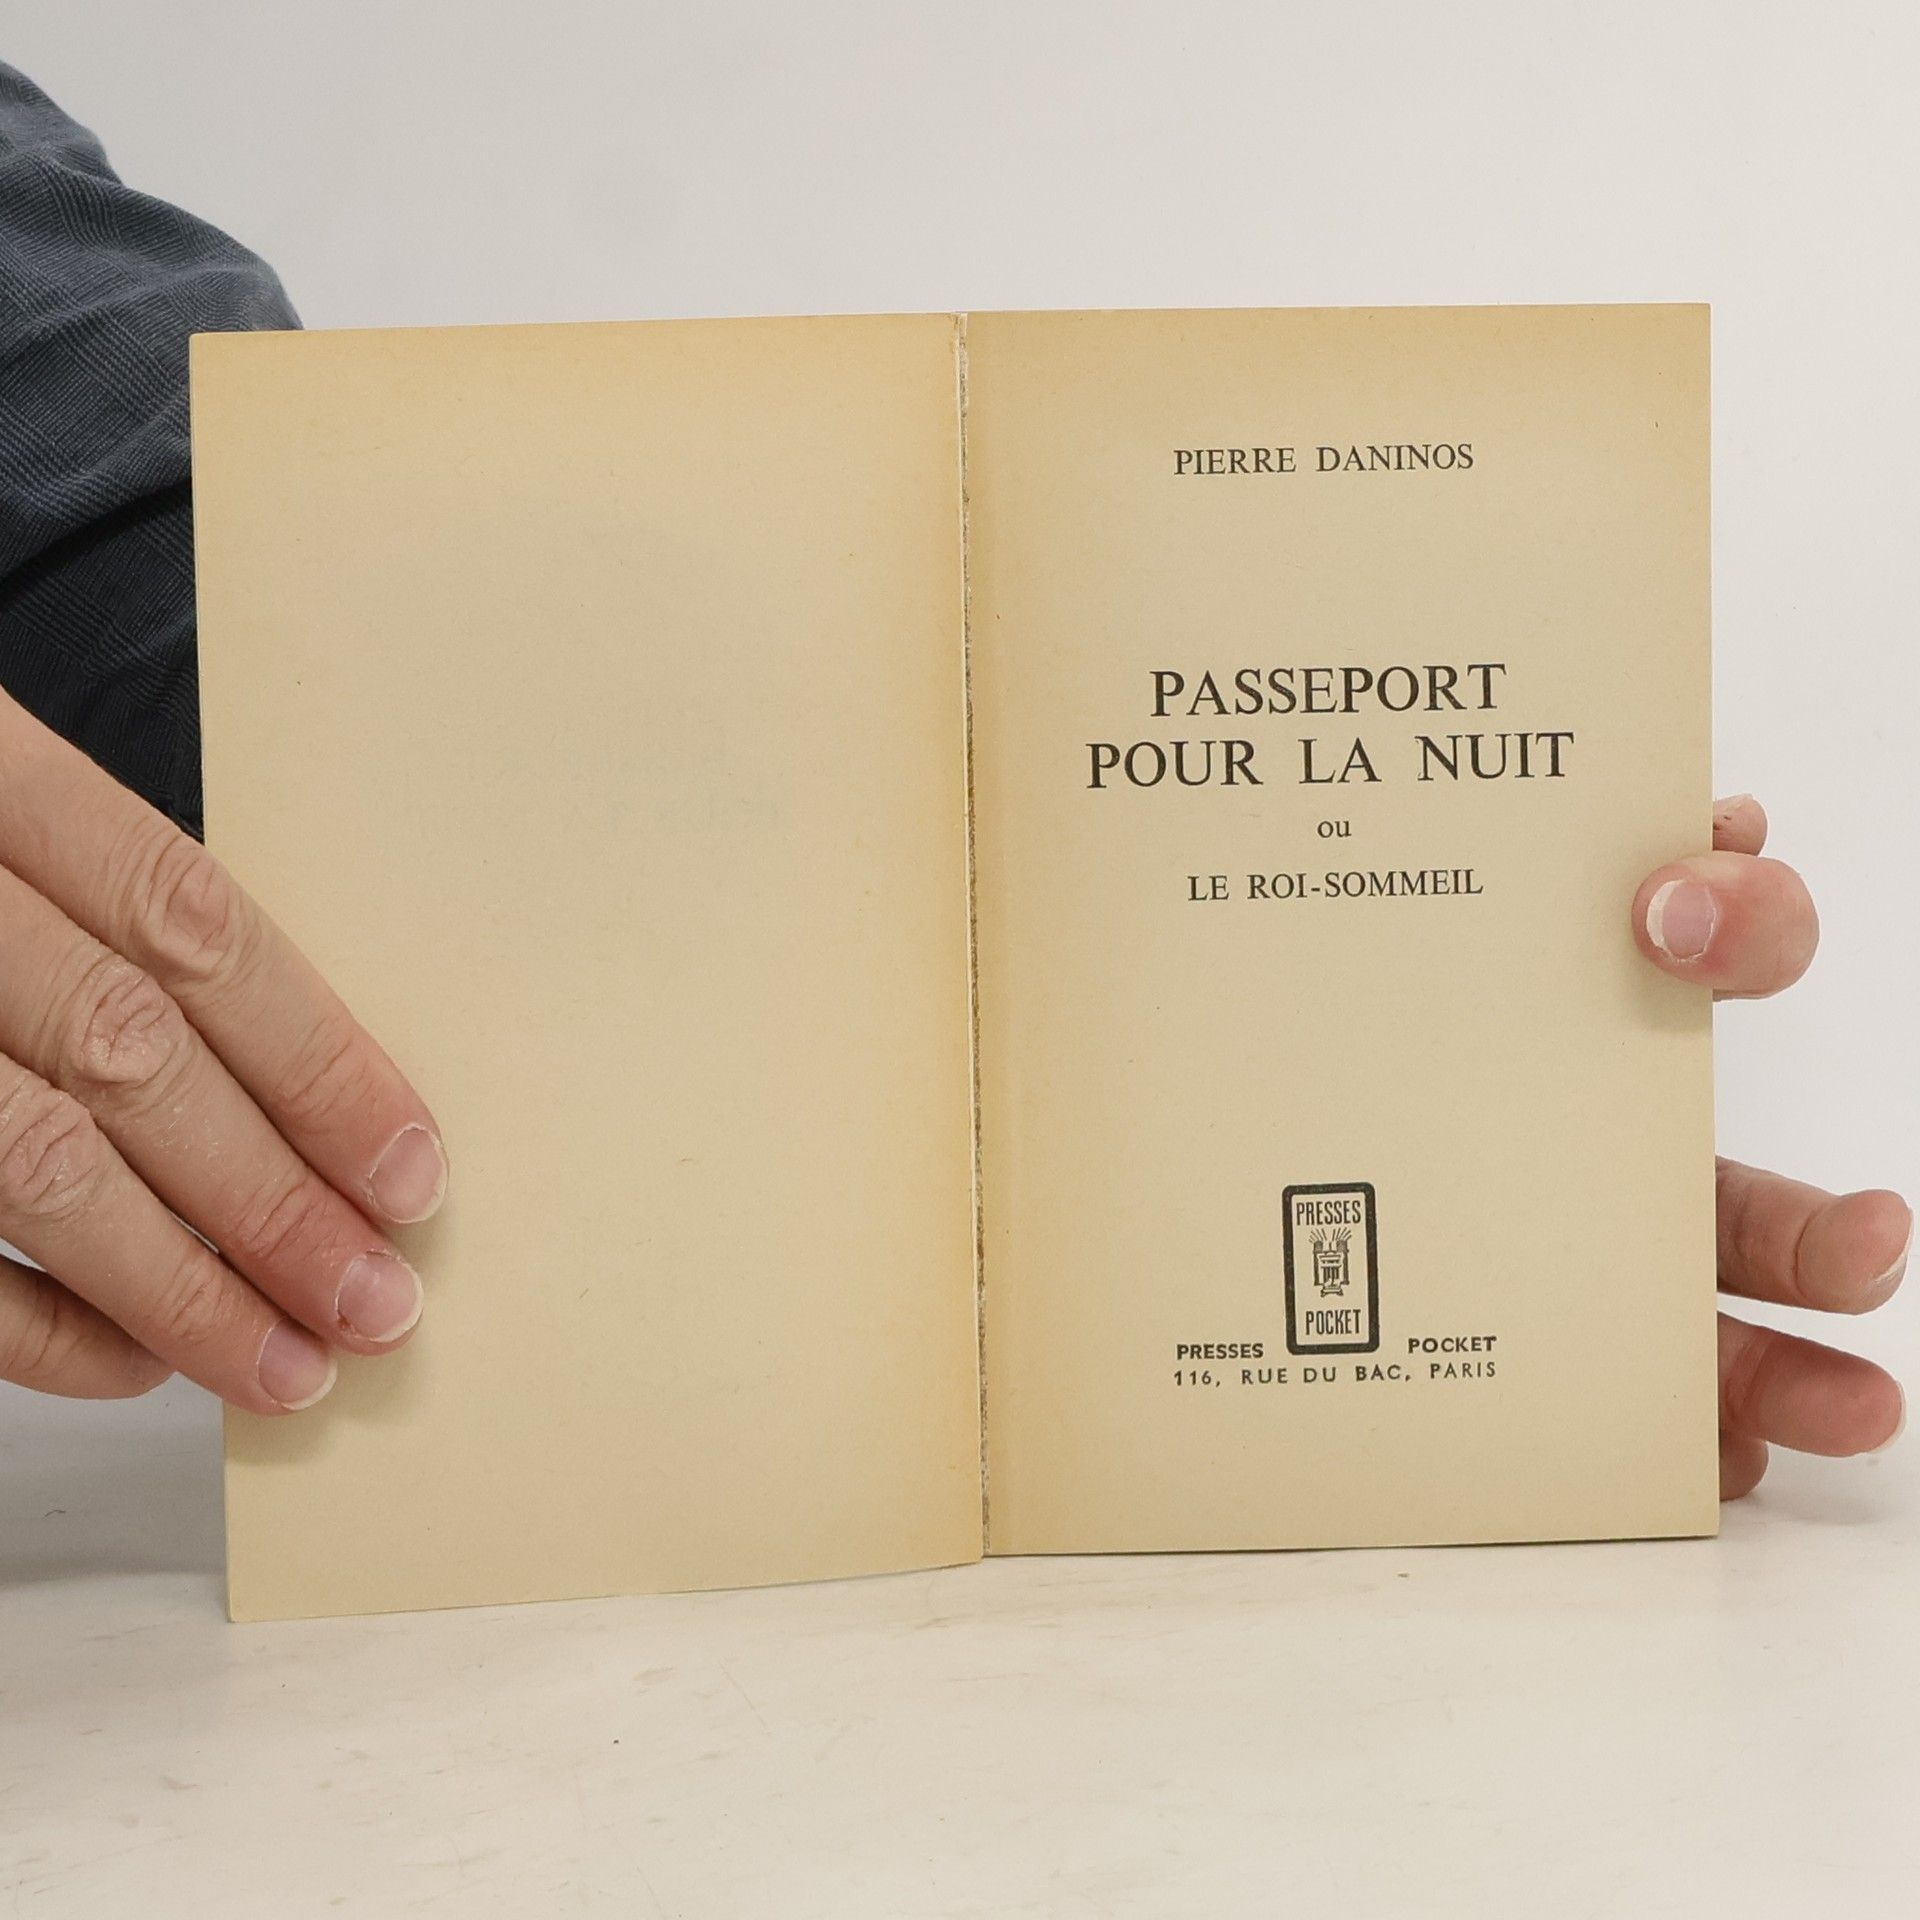 PIERRE DANINOS
PASSEPORT
POUR LA NUIT
ou
LE ROI-SOMMEIL
PRESSES
POCKET
PRESSES POCKET
116, RUE DU BAC, PARIS